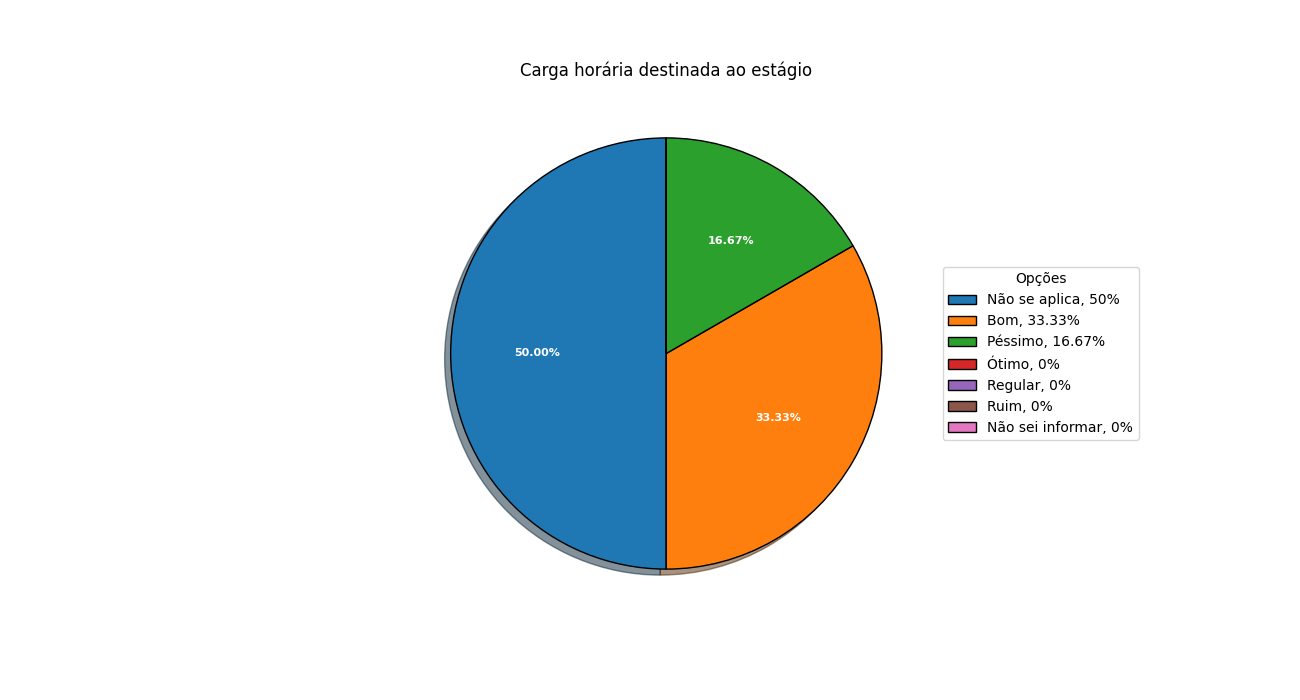 Carga horária destinada ao estágio
16.67%
50.00%
33.33%
Opções
Não se aplica, 50%
Bom, 33.33%
Péssimo, 16.67%
Ótimo, 0%
Regular, 0%
Ruim, 0%
Não sei informar, 0%